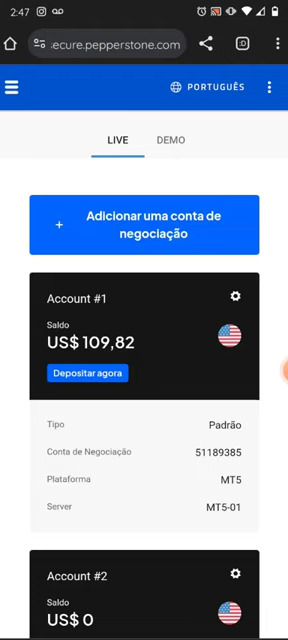 2:47
.ecure.pepperstone.com
:D
PORTUGUÊS
LIVE
DEMO
+ Adicionar uma conta de
negociação
Account #1
Saldo
US$ 109,82
Depositar agora
Tipo Padrão
Conta de Negociação 51189385
Plataforma MT5
Server MT5-01
Account #2
Saldo
US$ 0